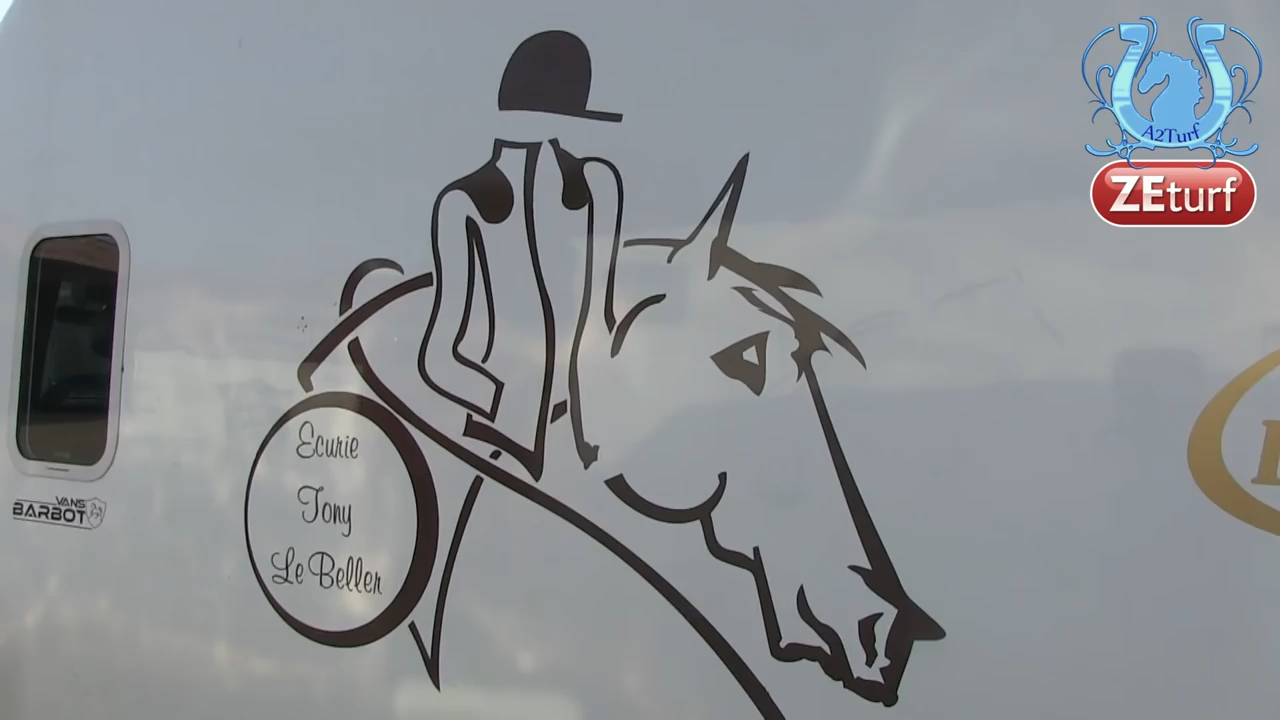 A2Turf
ZEturf
Ecurie
Tony
Le Beller
VANS
BARBOT